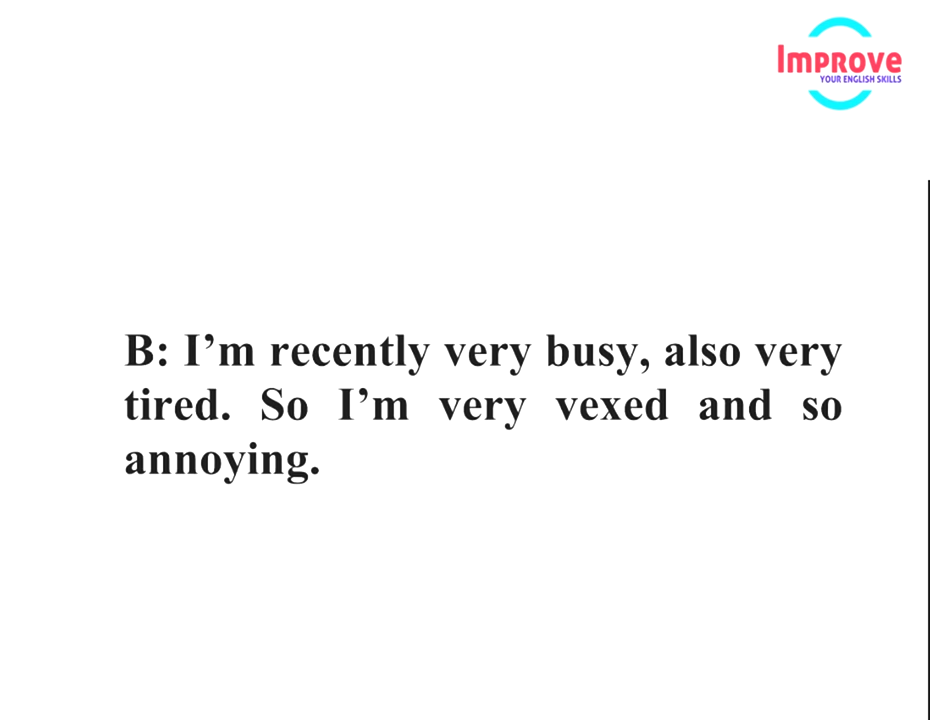 Improve
YOUR ENGLISH SKILLS
B: I’m recently very busy, also very
tired. So I’m very vexed and so
annoying.